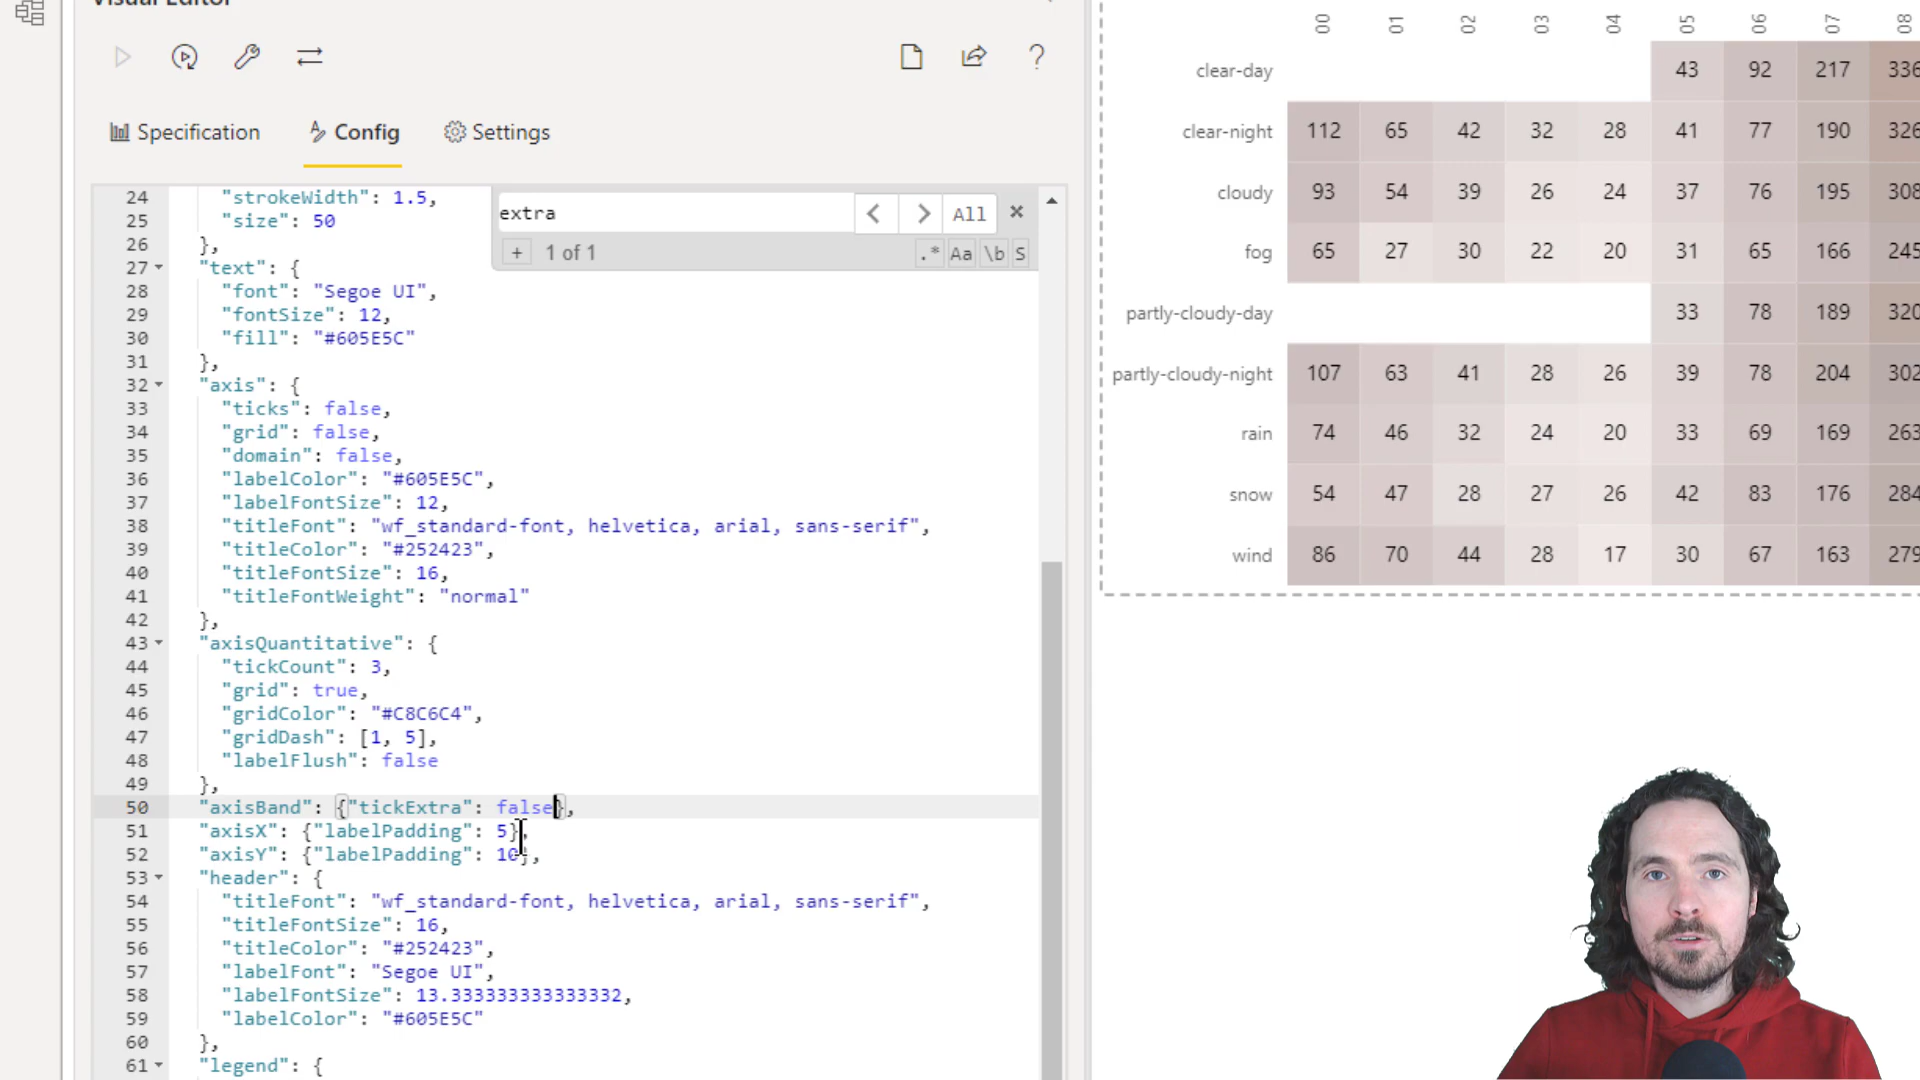 Visual Editor
Specification
Config
Settings
extra
All
+ 1 of 1
.* Aa \b S
24 "strokeWidth": 1.5,
25 "size": 50
26 },
27 "text": {
28 "font": "Segoe UI",
29 "fontSize": 12,
30 "fill": "#605E5C"
31 },
32 "axis": {
33 "ticks": false,
34 "grid": false,
35 "domain": false,
36 "labelColor": "#605E5C",
37 "labelFontSize": 12,
38 "titleFont": "wf_standard-font, helvetica, arial, sans-serif",
39 "titleColor": "#252423",
40 "titleFontSize": 16,
41 "titleFontWeight": "normal"
42 },
43 "axisQuantitative": {
44 "tickCount": 3,
45 "grid": true,
46 "gridColor": "#C8C6C4",
47 "gridDash": [1, 5],
48 "labelFlush": false
49 },
50 "axisBand": {"tickExtra": false},
51 "axisX": {"labelPadding": 5},
52 "axisY": {"labelPadding": 10},
53 "header": {
54 "titleFont": "wf_standard-font, helvetica, arial, sans-serif",
55 "titleFontSize": 16,
56 "titleColor": "#252423",
57 "labelFont": "Segoe UI",
58 "labelFontSize": 13.333333333333332,
59 "labelColor": "#605E5C"
60 },
61 "legend": {
00 01 02 03 04 05 06 07 08
clear-day 43 92 217 336
clear-night 112 65 42 32 28 41 77 190 326
cloudy 93 54 39 26 24 37 76 195 308
fog 65 27 30 22 20 31 65 166 245
partly-cloudy-day 33 78 189 320
partly-cloudy-night 107 63 41 28 26 39 78 204 302
rain 74 46 32 24 20 33 69 169 263
snow 54 47 28 27 26 42 83 176 284
wind 86 70 44 28 17 30 67 163 279